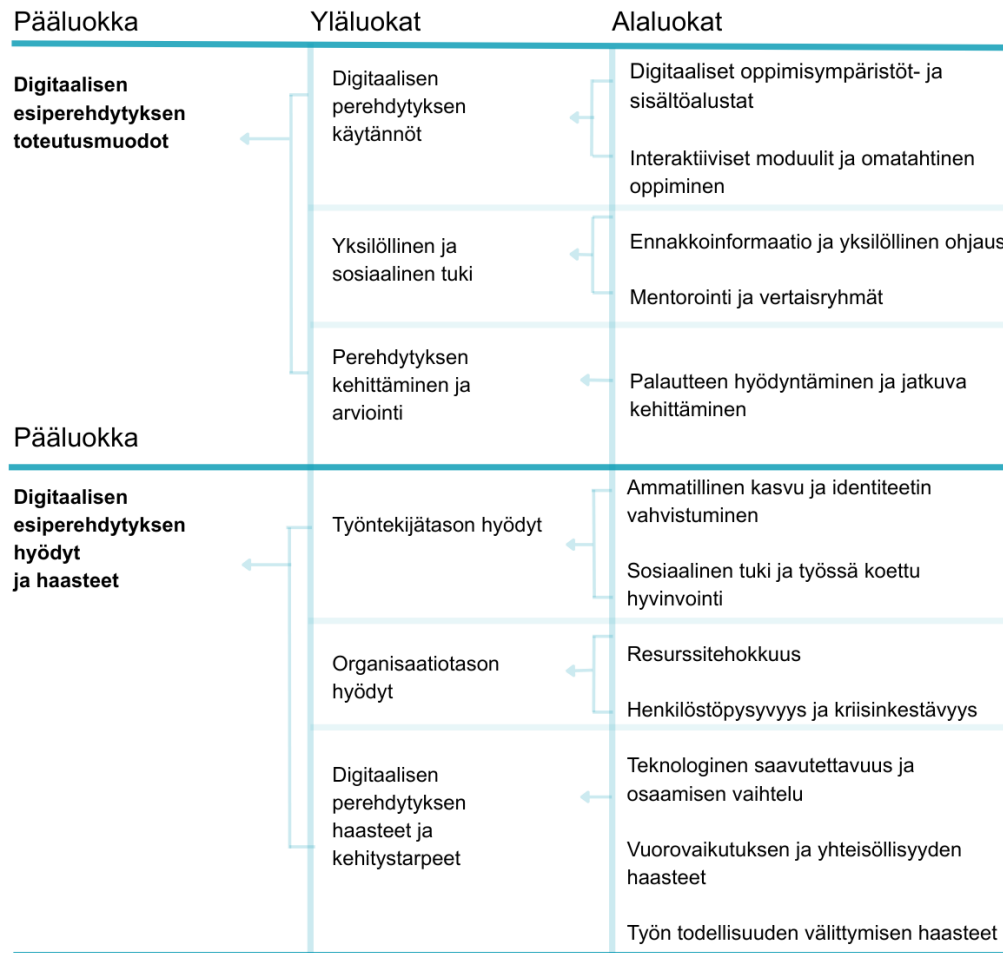 Pääluokka
Yläluokat
Alaluokat
Digitaalisen
esiperehdytyksen
toteutusmuodot
Digitaalisen
perehdytyksen
käytännöt
Digitaaliset oppimisympäristöt- ja
sisältöalustat
Interaktiiviset moduulit ja omatahtinen
oppiminen
Yksilöllinen ja
sosiaalinen tuki
Ennakkoinformaatio ja yksilöllinen ohjaus
Mentorointi ja vertaisryhmät
Perehdytyksen
kehittäminen ja
arviointi
Palautteen hyödyntäminen ja jatkuva
kehittäminen
Pääluokka
Digitaalisen
esiperehdytyksen
hyödyt
ja haasteet
Työntekijätason hyödyt
Ammatillinen kasvu ja identiteetin
vahvistuminen
Sosiaalinen tuki ja työssä koettu
hyvinvointi
Organisaatiotason
hyödyt
Resurssitehokkuus
Henkilöstöpysyvyys ja kriisinkestävyys
Digitaalisen
perehdytyksen
haasteet ja
kehitystarpeet
Teknologinen saavutettavuus ja
osaamisen vaihtelu
Vuorovaikutuksen ja yhteisöllisyyden
haasteet
Työn todellisuuden välittymisen haasteet